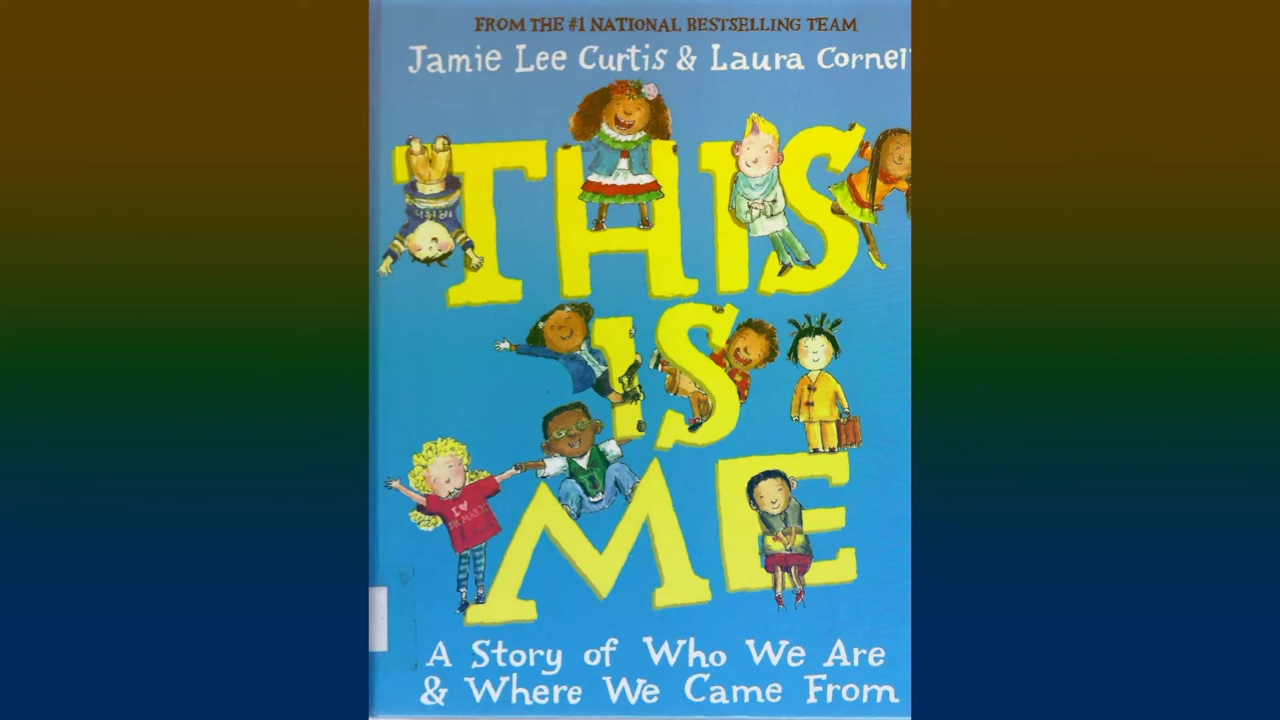 FROM THE #1 NATIONAL BESTSELLING TEAM
Jamie Lee Curtis & Laura Cornel
THIS
IS
ME
I ♥
A Story of Who We Are
& Where We Came From